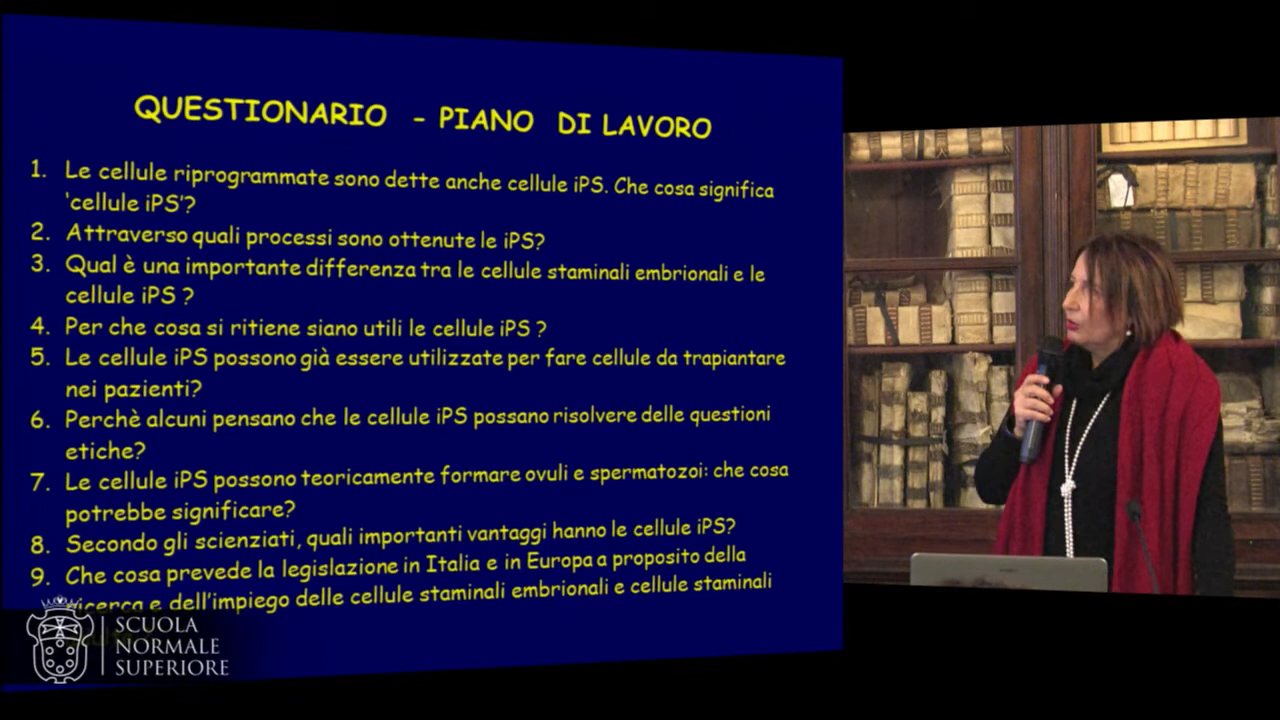 QUESTIONARIO - PIANO DI LAVORO
1. Le cellule riprogrammate sono dette anche cellule iPS. Che cosa significa
'cellule iPS'?
2. Attraverso quali processi sono ottenute le iPS?
3. Qual è una importante differenza tra le cellule staminali embrionali e le
cellule iPS ?
4. Per che cosa si ritiene siano utili le cellule iPS ?
5. Le cellule iPS possono già essere utilizzate per fare cellule da trapiantare
nei pazienti?
6. Perchè alcuni pensano che le cellule iPS possano risolvere delle questioni
etiche?
7. Le cellule iPS possono teoricamente formare ovuli e spermatozoi: che cosa
potrebbe significare?
8. Secondo gli scienziati, quali importanti vantaggi hanno le cellule iPS?
9. Che cosa prevede la legislazione in Italia e in Europa a proposito della
ricerca e dell'impiego delle cellule staminali embrionali e cellule staminali
SCUOLA
NORMALE
SUPERIORE